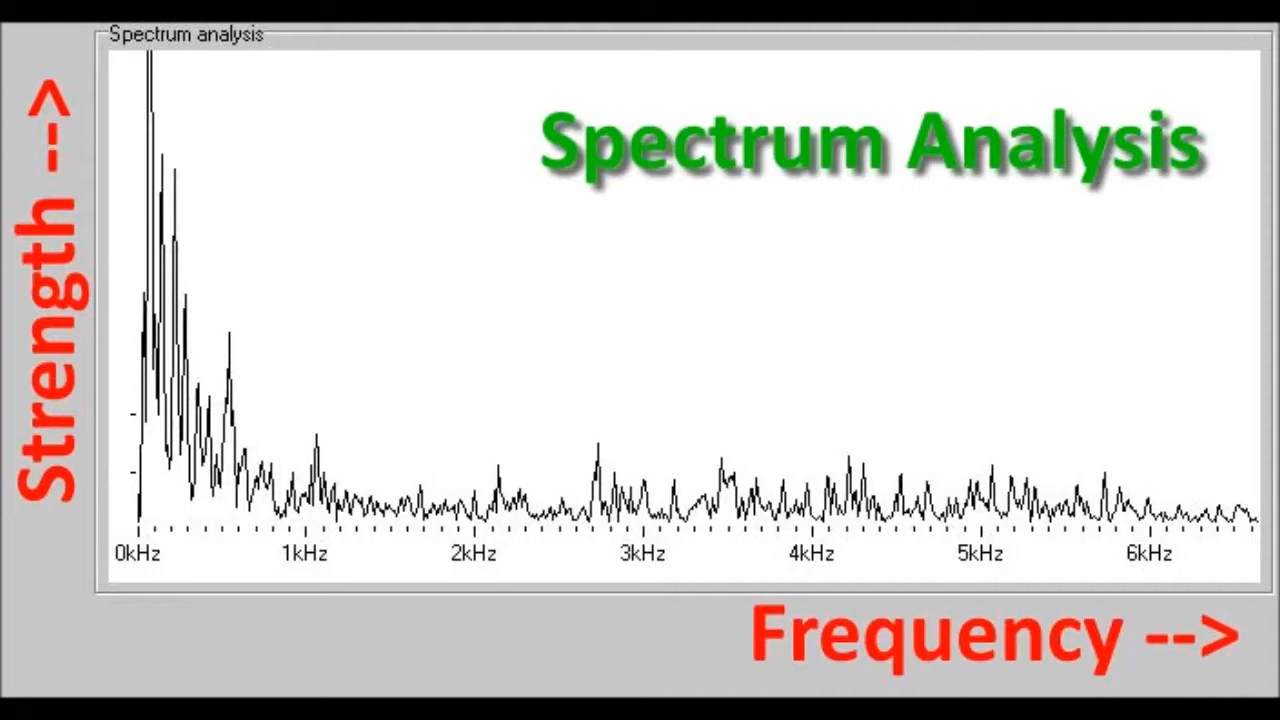 Spectrum analysis
Spectrum Analysis
Strength -->
0kHz 1kHz 2kHz 3kHz 4kHz 5kHz 6kHz
Frequency -->